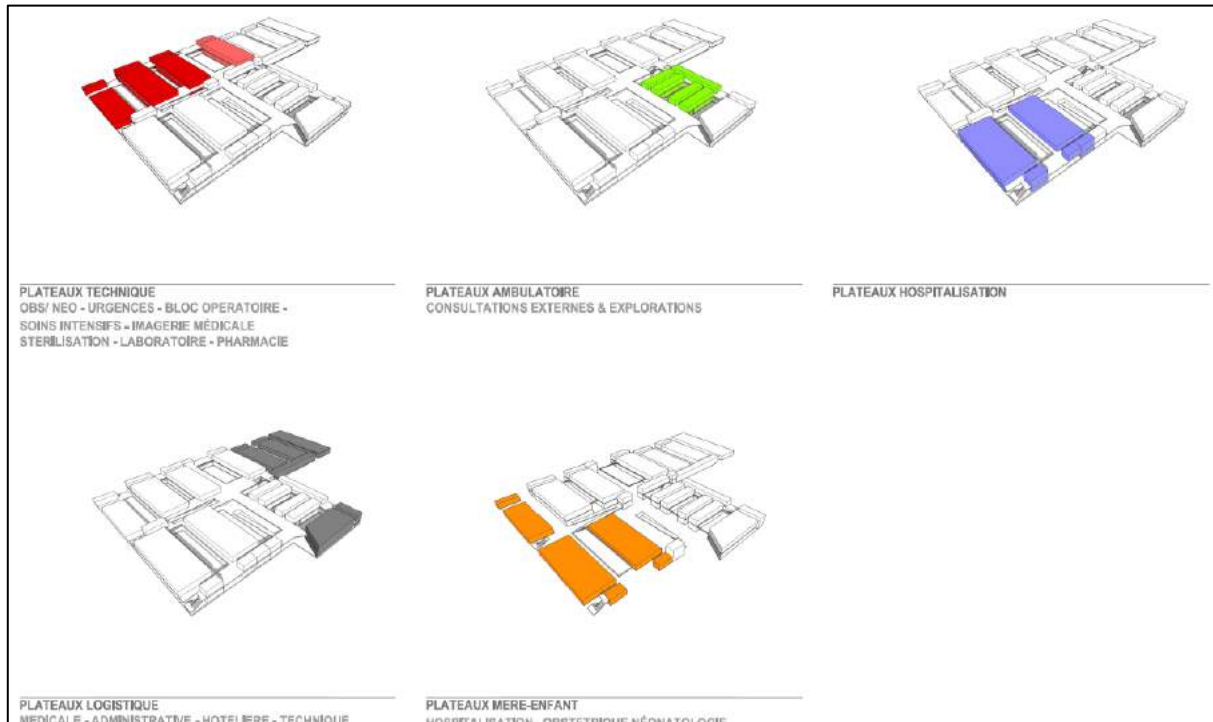 PLATEAUX TECHNIQUE
OBS/ NEO - URGENCES - BLOC OPERATOIRE -
SOINS INTENSIFS - IMAGERIE MÉDICALE
STERILISATION - LABORATOIRE - PHARMACIE
PLATEAUX AMBULATOIRE
CONSULTATIONS EXTERNES & EXPLORATIONS
PLATEAUX HOSPITALISATION
PLATEAUX LOGISTIQUE
MEDICALE - ADMINISTRATIVE - HOTELIERE - TECHNIQUE
PLATEAUX MERE-ENFANT
HOSPITALISATION - OBSTETRIQUE NÉONATOLOGIE